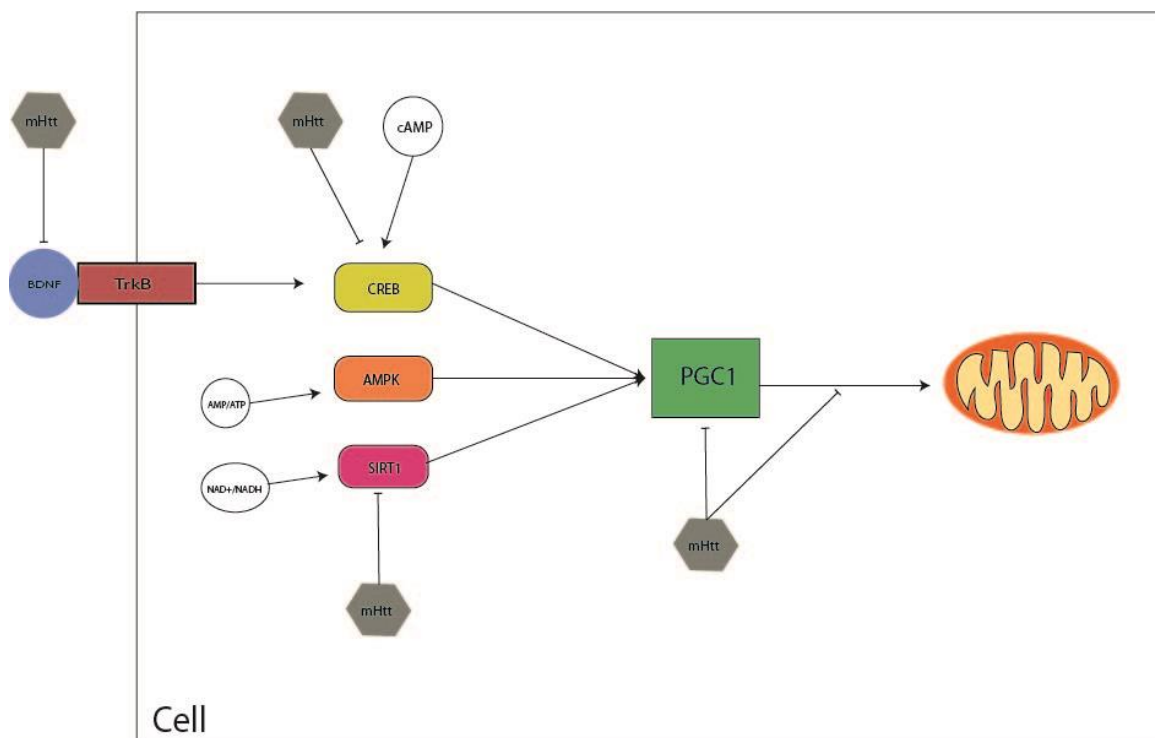 mHtt
mHtt
cAMP
BDNF
TrkB
CREB
PGC1
AMPK
AMP/ATP
SIRT1
NAD+/NADH
mHtt
mHtt
Cell